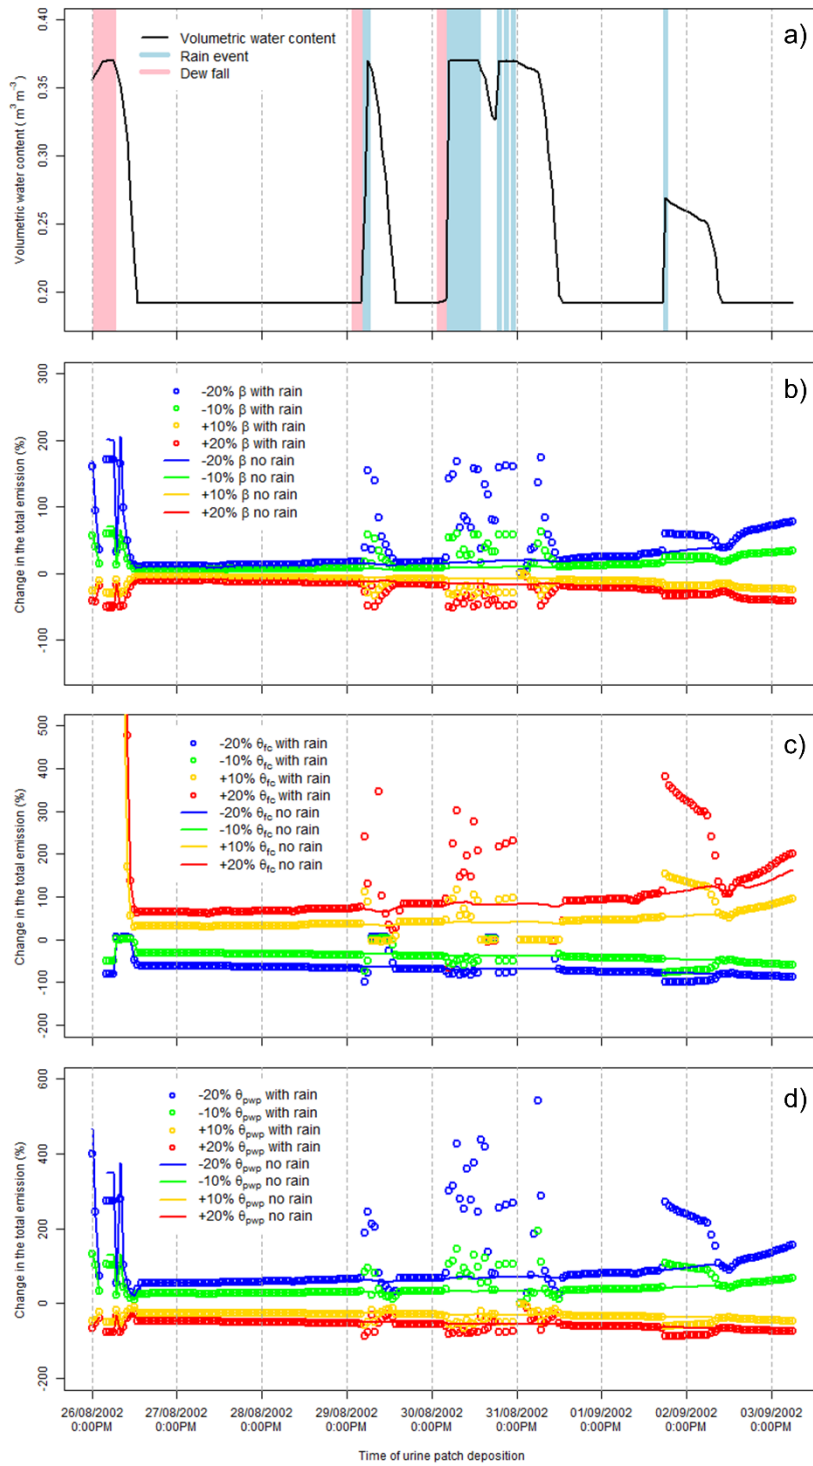 a)
0.40
0.35
0.30
0.25
0.20
Volumetric water content ( m³ m⁻³)
Volumetric water content
Rain event
Dew fall
b)
300
200
100
0
-100
Change in the total emission (%)
-20% β with rain
-10% β with rain
+10% β with rain
+20% β with rain
-20% β no rain
-10% β no rain
+10% β no rain
+20% β no rain
c)
500
400
300
200
100
0
-100
-200
Change in the total emission (%)
-20% θfc with rain
-10% θfc with rain
+10% θfc with rain
+20% θfc with rain
-20% θfc no rain
-10% θfc no rain
+10% θfc no rain
+20% θfc no rain
d)
600
400
200
0
-200
Change in the total emission (%)
-20% θpwp with rain
-10% θpwp with rain
+10% θpwp with rain
+20% θpwp with rain
-20% θpwp no rain
-10% θpwp no rain
+10% θpwp no rain
+20% θpwp no rain
26/08/2002 27/08/2002 28/08/2002 29/08/2002 30/08/2002 31/08/2002 01/09/2002 02/09/2002 03/09/2002
0:00PM 0:00PM 0:00PM 0:00PM 0:00PM 0:00PM 0:00PM 0:00PM 0:00PM
Time of urine patch deposition